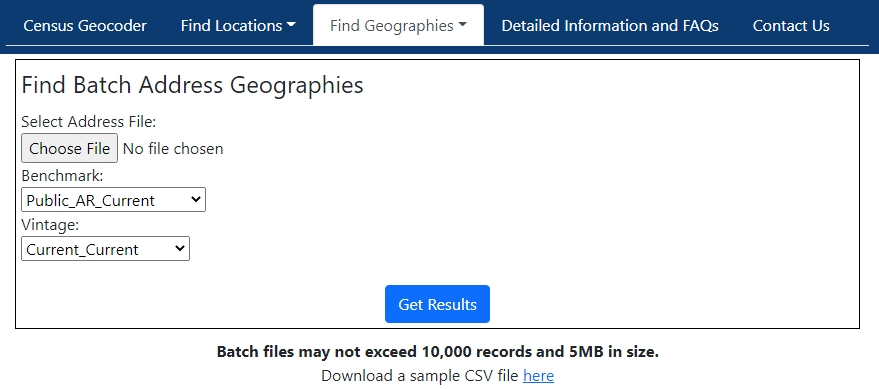 Census Geocoder Find Locations Find Geographies Detailed Information and FAQs Contact Us
Find Batch Address Geographies
Select Address File:
Choose File No file chosen
Benchmark:
Public_AR_Current
Vintage:
Current_Current
Get Results
Batch files may not exceed 10,000 records and 5MB in size.
Download a sample CSV file here